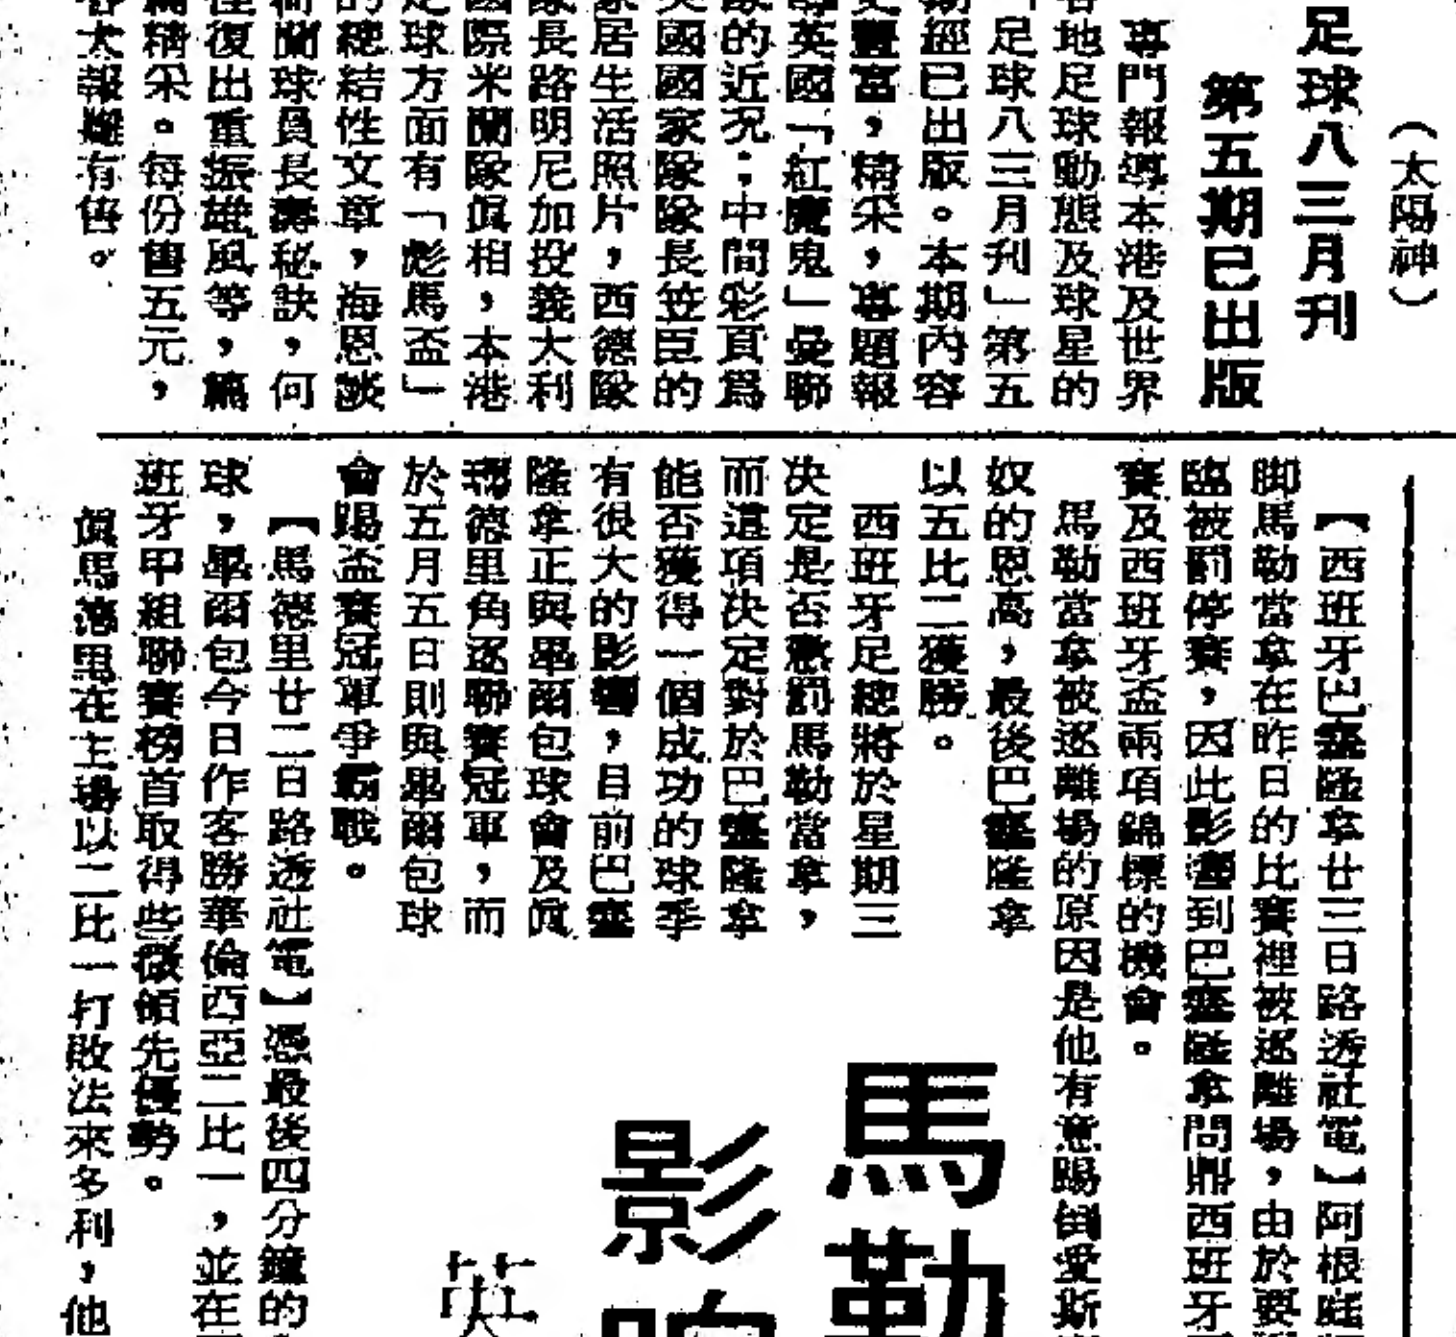 （太陽神）
足球八三月刊
第五期已出版
專門報導本港及世界
各地足球動態及球星的
「足球八三月刊」第五
期經已出版。本期內容
更豐富，精采，專題報
導英國「紅魔鬼」曼聯
隊的近況；中間彩頁爲
英國國家隊隊長笠臣的
家居生活照片，西德隊
隊長路明尼加投義大利
國際米蘭隊眞相，本港
足球方面有「彪馬盃」
的總結性文章，海恩談
荷蘭球員長壽秘訣，何
復出重振雄風等，篇
篇精采。每份售五元，
各大報攤有售。
【西班牙巴塞隆拿廿三日路透社電】阿根廷
脚馬勒當拿在昨日的比賽裡被逐離場，由於要
臨被罰停賽，因此影響到巴塞隆拿問鼎西班牙
賽及西班牙盃兩項錦標的機會。
馬勒當拿被逐離場的原因是他有意踢倒愛斯
奴的恩高，最後巴塞隆拿
以五比二獲勝。
西班牙足總將於星期三
决定是否懲罰馬勒當拿，
而這項决定對於巴塞隆拿
能否獲得一個成功的球季
有很大的影響，目前巴塞
隆拿正與畢爾包球會及眞
馬德里角逐聯賽冠軍，而
於五月五日則與畢爾包球
會踢盃賽冠軍爭霸戰。
【馬德里廿二日路透社電】憑最後四分鐘的
球，畢爾包今日作客勝華倫西亞二比一，並在
班牙甲組聯賽榜首取得些微領先優勢。
眞馬德里在主場以二比一打敗法來多利，他
馬勒
影响
英